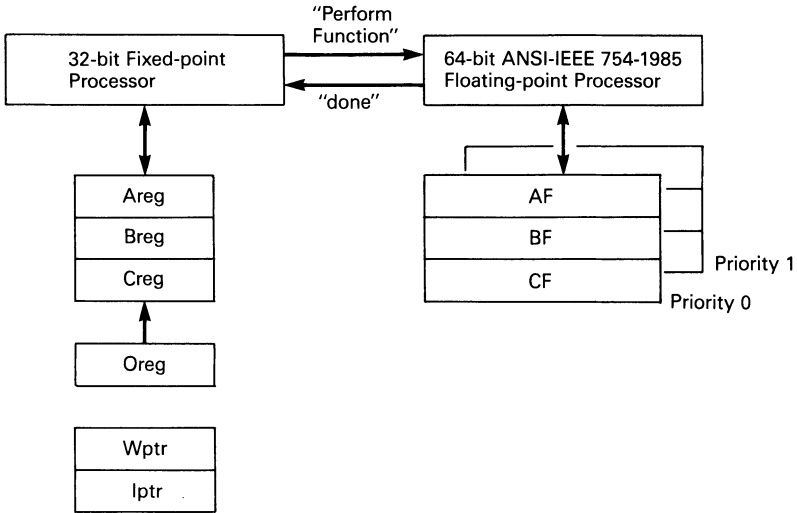 "Perform
Function"
32-bit Fixed-point
Processor
64-bit ANSI-IEEE 754-1985
Floating-point Processor
"done"
Areg
Breg
Creg
Oreg
Wptr
Iptr
AF
BF
CF
Priority 1
Priority 0